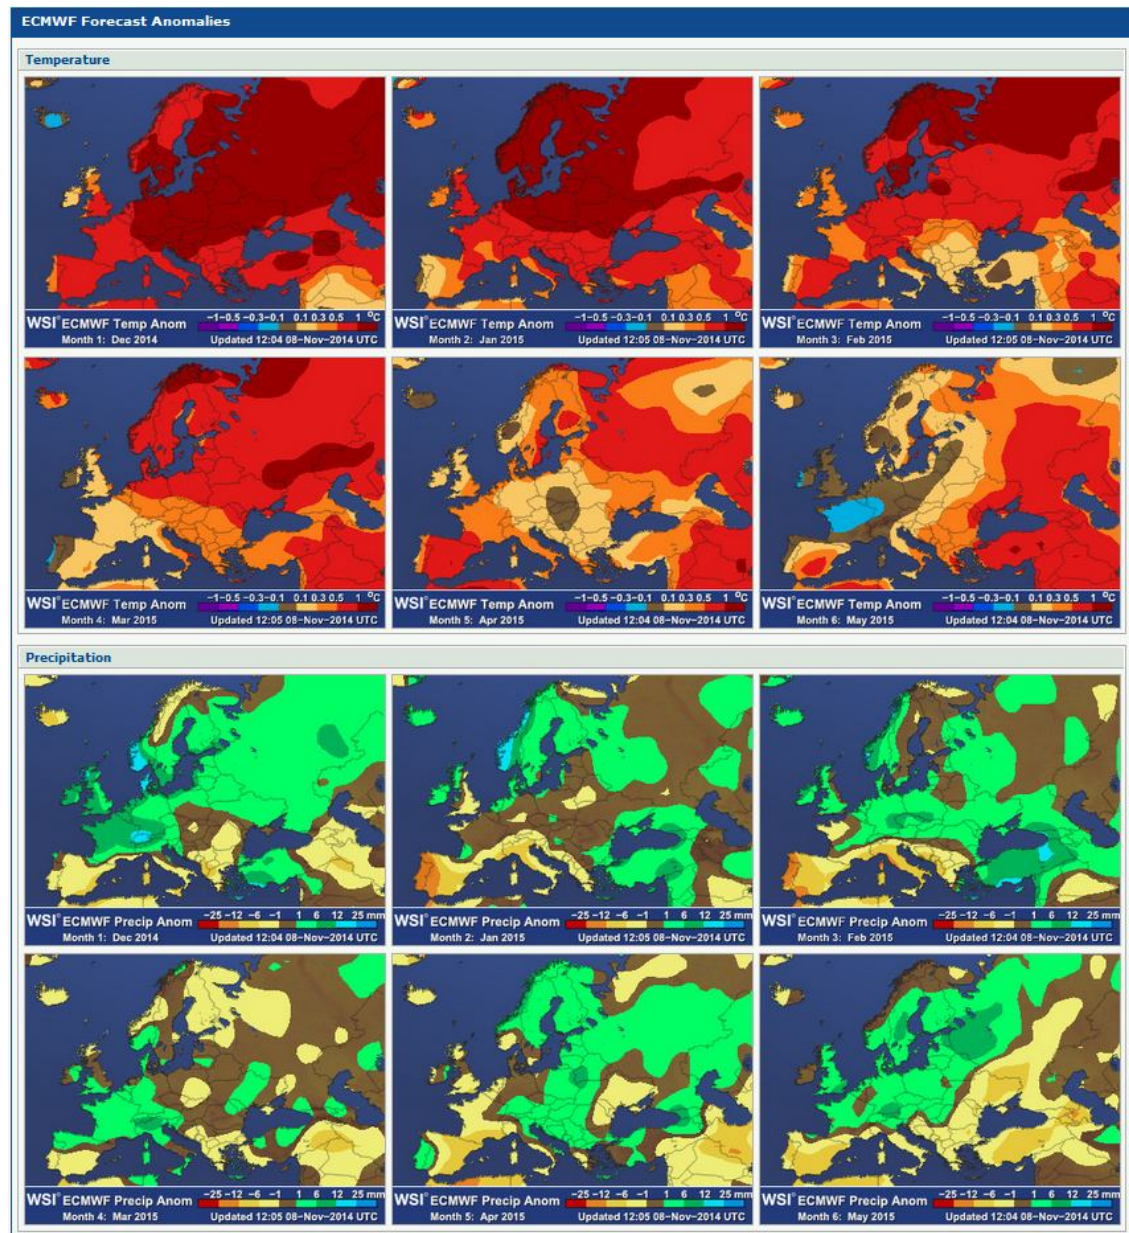 ECMWF Forecast Anomalies
Temperature
WSI® ECMWF Temp Anom -1-0.5 -0.3-0.1 0.1 0.3 0.5 1 °C
Month 1: Dec 2014 Updated 12:04 08-Nov-2014 UTC
WSI® ECMWF Temp Anom -1-0.5 -0.3-0.1 0.1 0.3 0.5 1 °C
Month 2: Jan 2015 Updated 12:05 08-Nov-2014 UTC
WSI® ECMWF Temp Anom -1-0.5 -0.3-0.1 0.1 0.3 0.5 1 °C
Month 3: Feb 2015 Updated 12:05 08-Nov-2014 UTC
WSI® ECMWF Temp Anom -1-0.5 -0.3-0.1 0.1 0.3 0.5 1 °C
Month 4: Mar 2015 Updated 12:05 08-Nov-2014 UTC
WSI® ECMWF Temp Anom -1-0.5 -0.3-0.1 0.1 0.3 0.5 1 °C
Month 5: Apr 2015 Updated 12:04 08-Nov-2014 UTC
WSI® ECMWF Temp Anom -1-0.5 -0.3-0.1 0.1 0.3 0.5 1 °C
Month 6: May 2015 Updated 12:04 08-Nov-2014 UTC
Precipitation
WSI® ECMWF Precip Anom -25 -12 -6 -1 1 6 12 25 mm
Month 1: Dec 2014 Updated 12:04 08-Nov-2014 UTC
WSI® ECMWF Precip Anom -25 -12 -6 -1 1 6 12 25 mm
Month 2: Jan 2015 Updated 12:05 08-Nov-2014 UTC
WSI® ECMWF Precip Anom -25 -12 -6 -1 1 6 12 25 mm
Month 3: Feb 2015 Updated 12:04 08-Nov-2014 UTC
WSI® ECMWF Precip Anom -25 -12 -6 -1 1 6 12 25 mm
Month 4: Mar 2015 Updated 12:05 08-Nov-2014 UTC
WSI® ECMWF Precip Anom -25 -12 -6 -1 1 6 12 25 mm
Month 5: Apr 2015 Updated 12:05 08-Nov-2014 UTC
WSI® ECMWF Precip Anom -25 -12 -6 -1 1 6 12 25 mm
Month 6: May 2015 Updated 12:04 08-Nov-2014 UTC